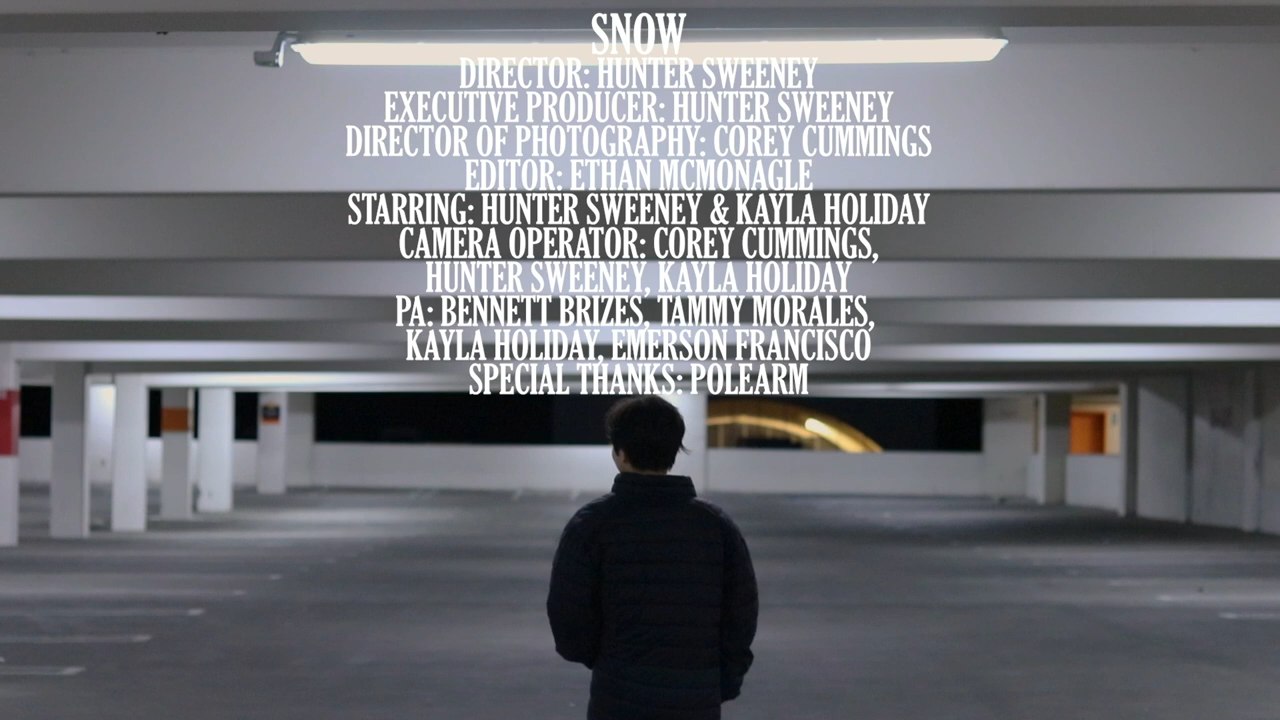 SNOW
DIRECTOR: HUNTER SWEENEY
EXECUTIVE PRODUCER: HUNTER SWEENEY
DIRECTOR OF PHOTOGRAPHY: COREY CUMMINGS
EDITOR: ETHAN MCMONAGLE
STARRING: HUNTER SWEENEY & KAYLA HOLIDAY
CAMERA OPERATOR: COREY CUMMINGS,
HUNTER SWEENEY, KAYLA HOLIDAY
PA: BENNETT BRIZES, TAMMY MORALES,
KAYLA HOLIDAY, EMERSON FRANCISCO
SPECIAL THANKS: POLEARM